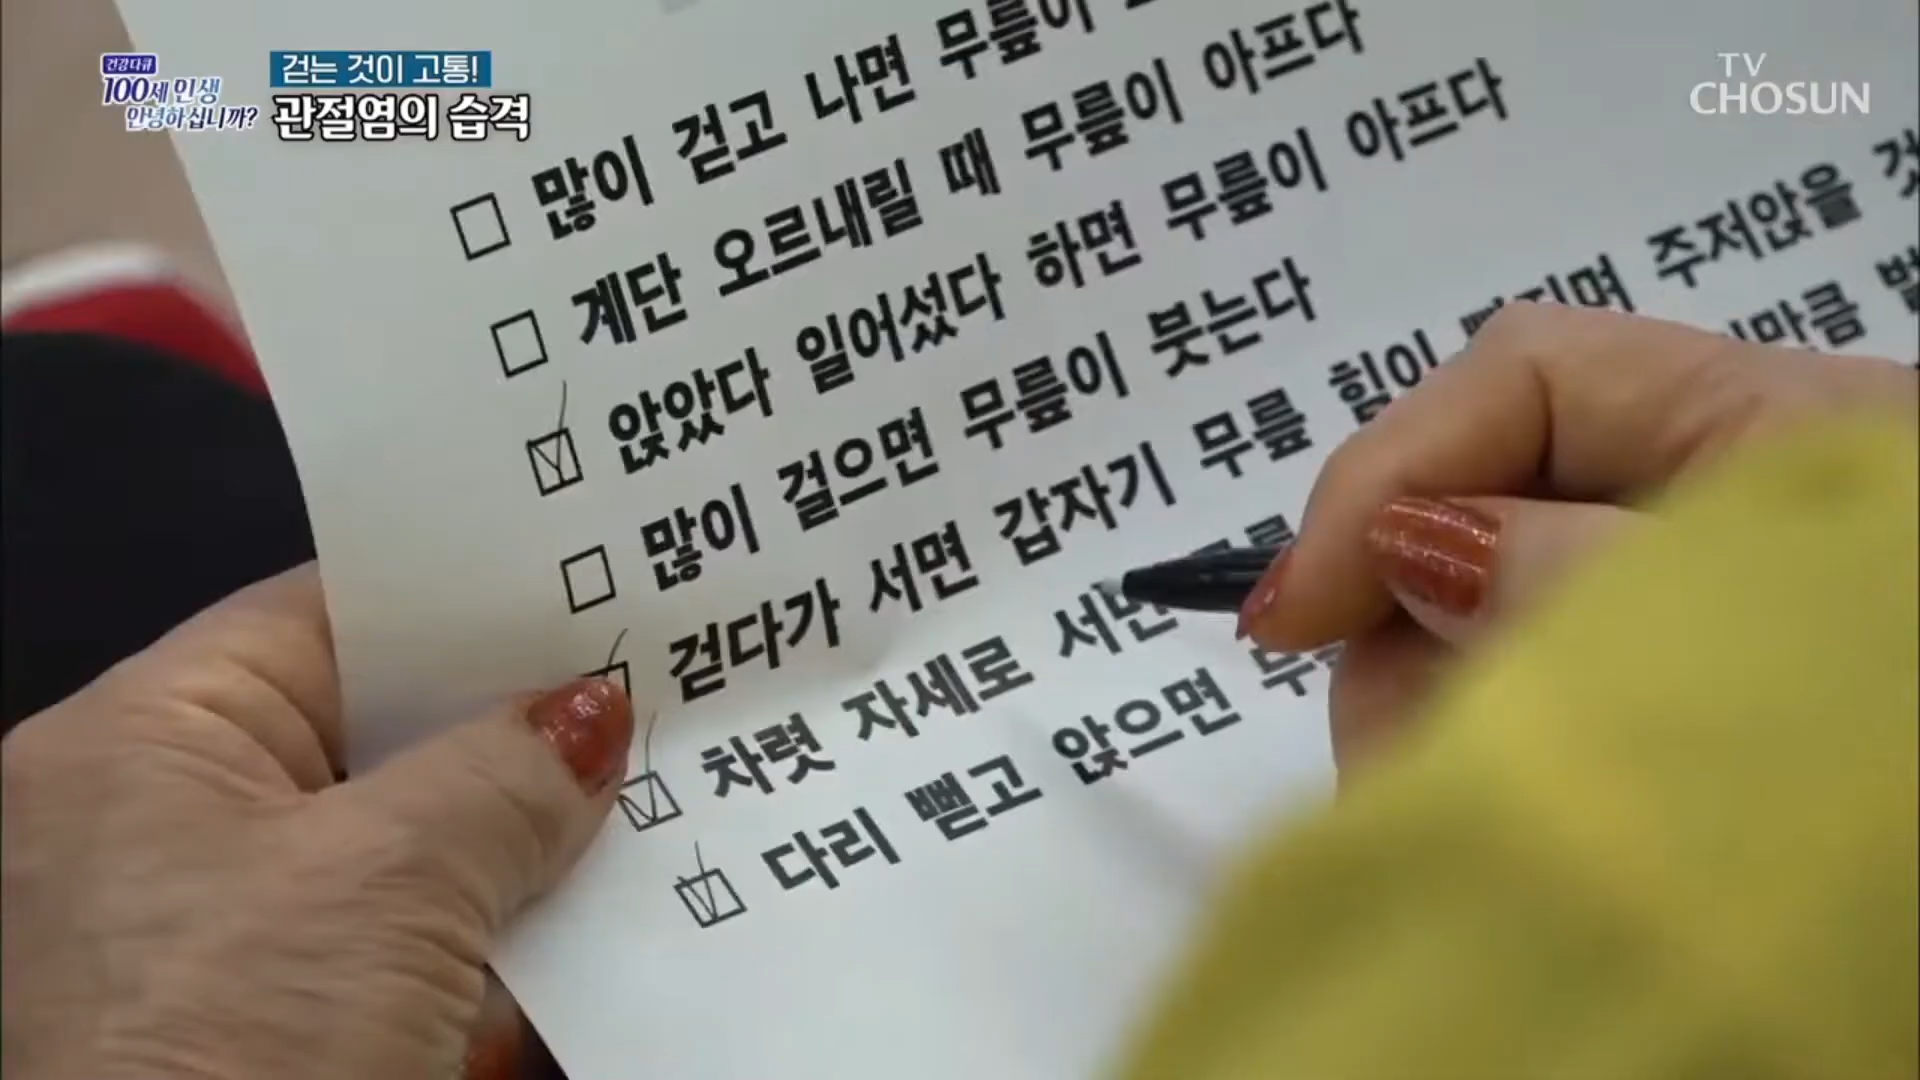 건강다큐
100세 인생
안녕하십니까?
걷는 것이 고통!
관절염의 습격
TV
CHOSUN
많이 걷고 나면 무릎이
계단 오르내릴 때 무릎이 아프다
앉았다 일어섰다 하면 무릎이 아프다
많이 걸으면 무릎이 붓는다
걷다가 서면 갑자기 무릎 힘이 주저앉을
차렷 자세로 서면
다리 뻗고 앉으면